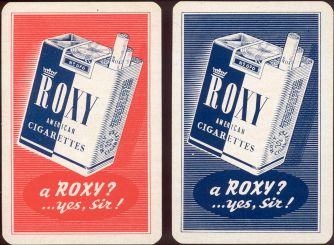 ROXY
AMERICAN
CIGARETTES
a ROXY?
...yes, Sir!
ROXY
AMERICAN
CIGARETTES
a ROXY?
...yes, Sir!